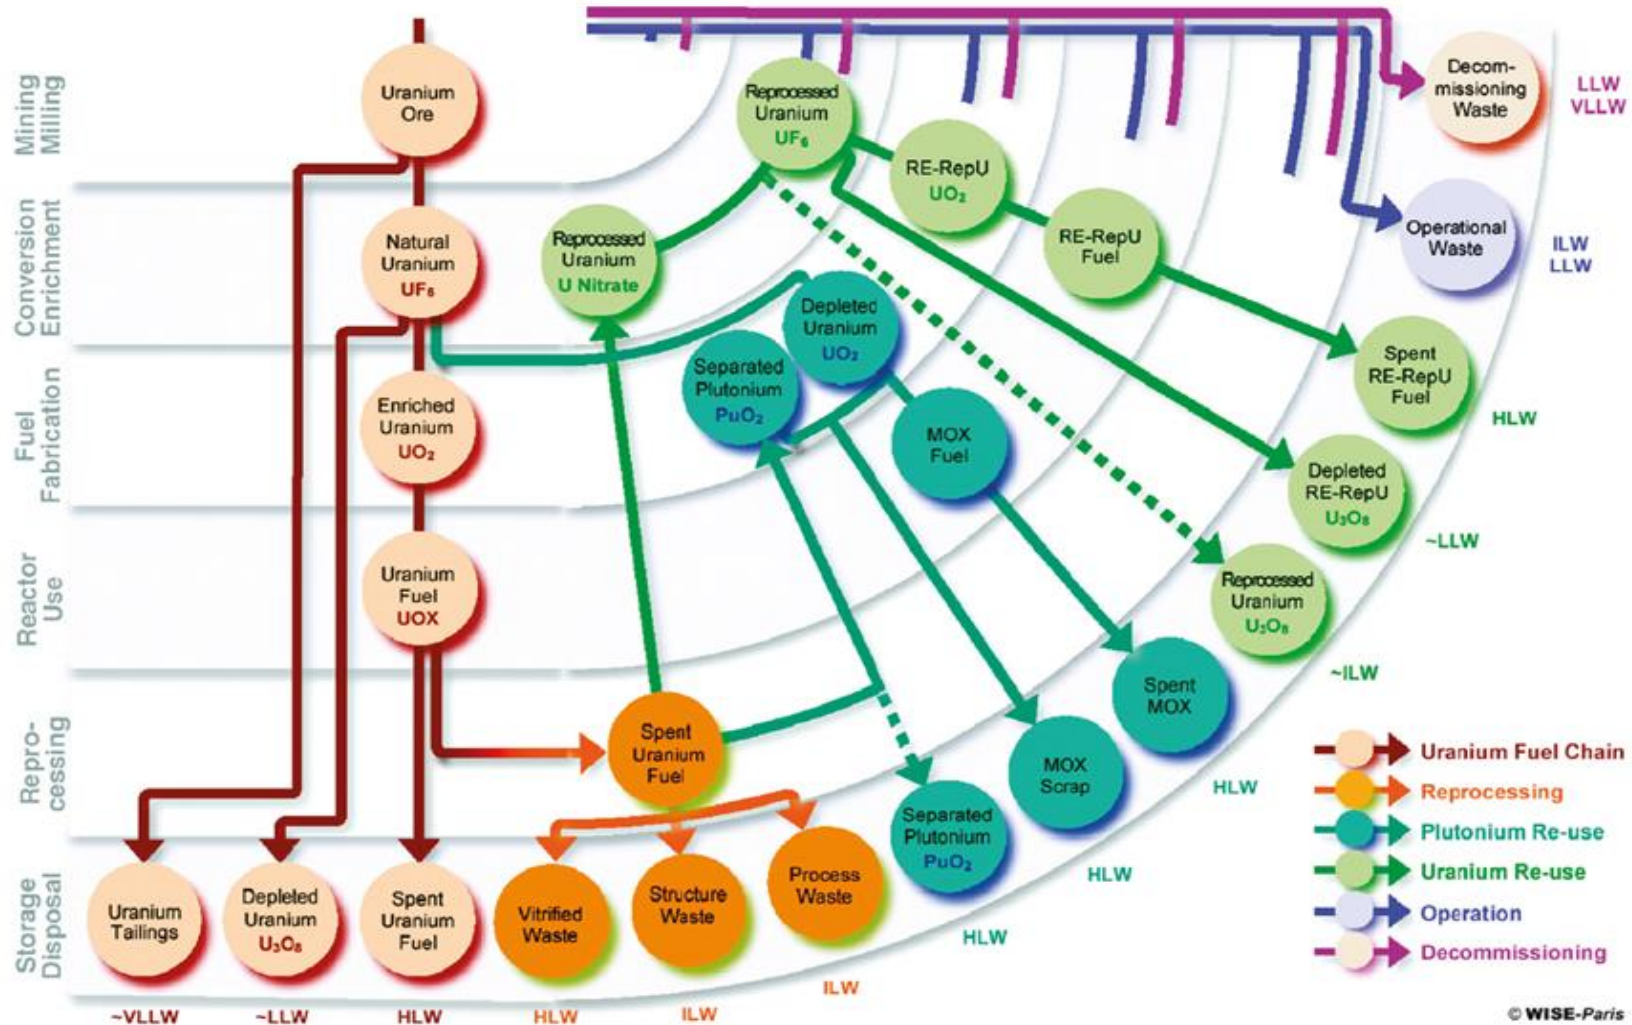 Mining
Milling
Conversion
Enrichment
Fuel
Fabrication
Reactor
Use
Repro-
cessing
Storage
Disposal
Uranium
Ore
Natural
Uranium
UF₆
Enriched
Uranium
UO₂
Uranium
Fuel
UOX
Uranium
Tailings
Depleted
Uranium
U₃O₈
Spent
Uranium
Fuel
~VLLW
~LLW
HLW
Spent
Uranium
Fuel
Vitrified
Waste
Structure
Waste
Process
Waste
HLW
ILW
ILW
Reprocessed
Uranium
U Nitrate
Reprocessed
Uranium
UF₆
RE-RepU
UO₂
RE-RepU
Fuel
Spent
RE-RepU
Fuel
HLW
Depleted
RE-RepU
U₃O₈
~LLW
Reprocessed
Uranium
U₃O₈
~ILW
Depleted
Uranium
UO₂
Separated
Plutonium
PuO₂
MOX
Fuel
Spent
MOX
HLW
MOX
Scrap
HLW
Separated
Plutonium
PuO₂
HLW
Decom-
missioning
Waste
LLW
VLLW
Operational
Waste
ILW
LLW
Uranium Fuel Chain
Reprocessing
Plutonium Re-use
Uranium Re-use
Operation
Decommissioning
© WISE-Paris